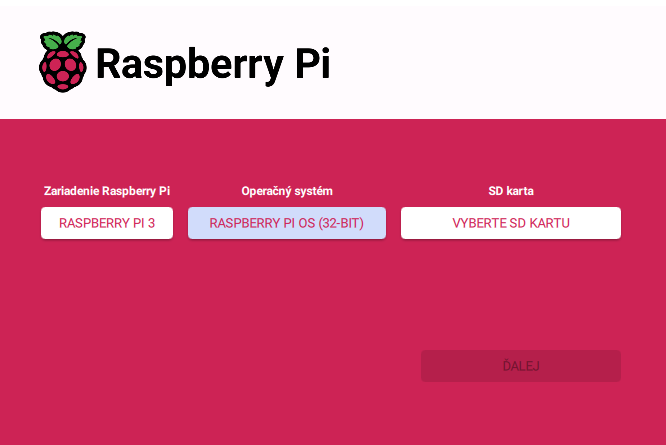 Raspberry Pi
Zariadenie Raspberry Pi
Operačný systém
SD karta
RASPBERRY PI 3
RASPBERRY PI OS (32-BIT)
VYBERTE SD KARTU
ĎALEJ